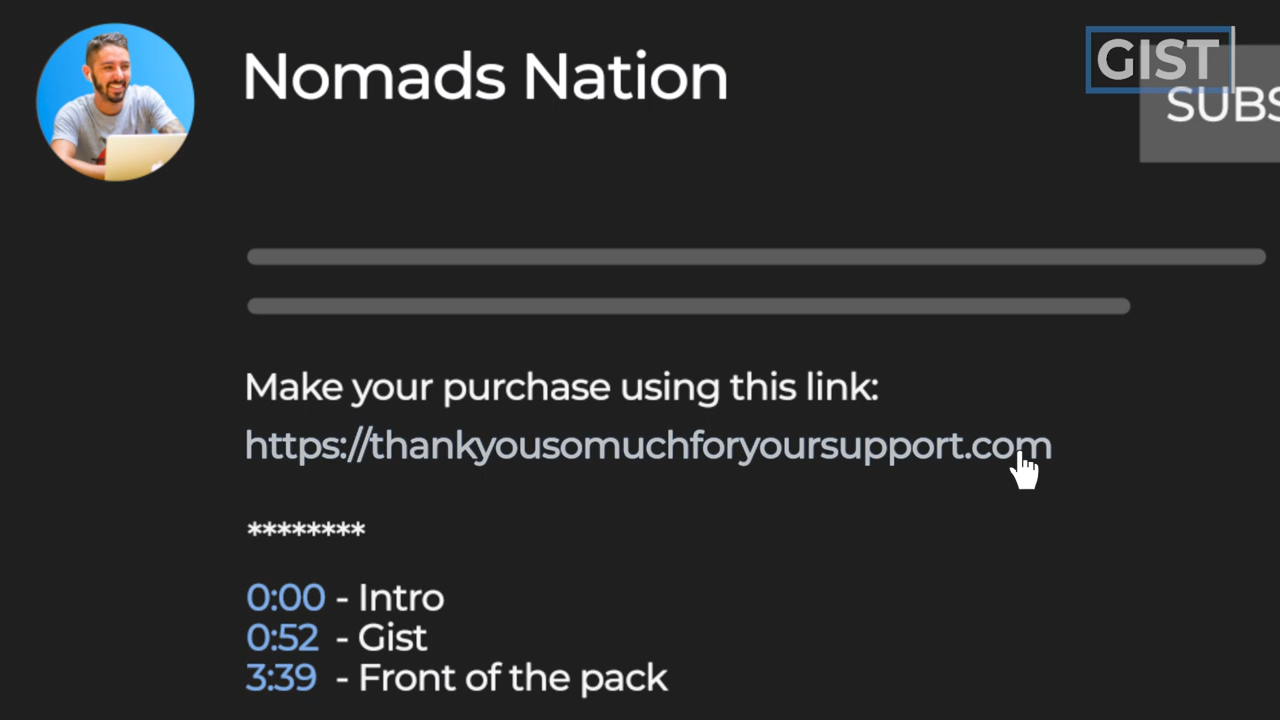 Nomads Nation
GIST
SUBS
Make your purchase using this link:
https://thankyousomuchforyoursupport.com
********
0:00 - Intro
0:52 - Gist
3:39 - Front of the pack